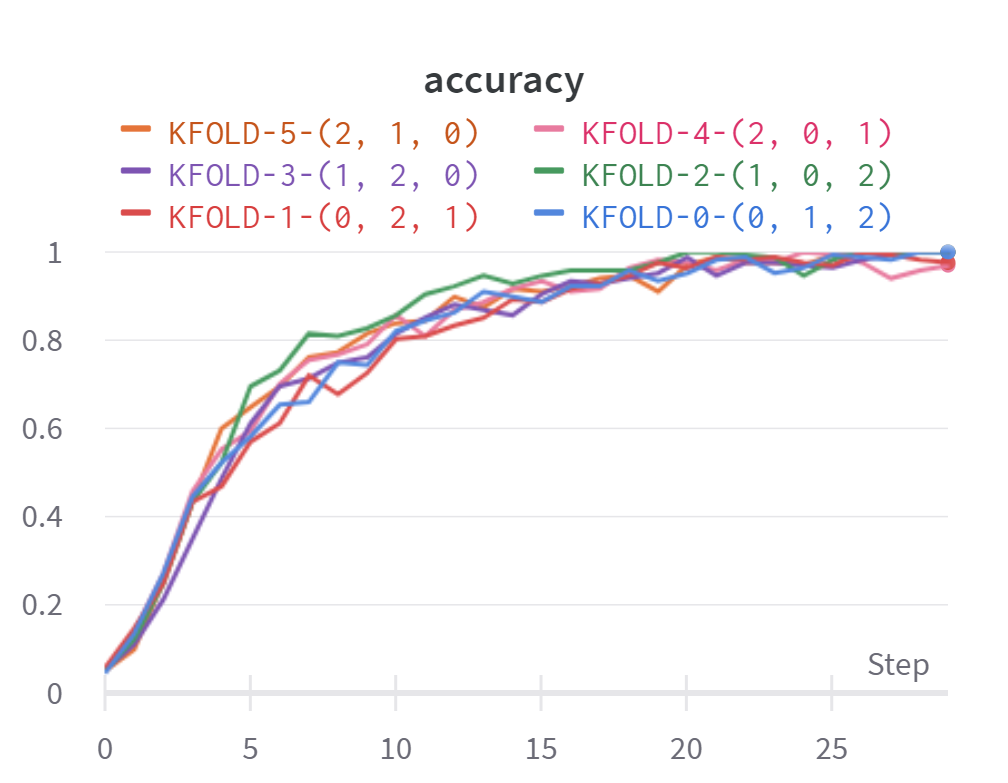 accuracy
KFOLD-5-(2, 1, 0) KFOLD-4-(2, 0, 1)
KFOLD-3-(1, 2, 0) KFOLD-2-(1, 0, 2)
KFOLD-1-(0, 2, 1) KFOLD-0-(0, 1, 2)
1
0.8
0.6
0.4
0.2
Step
0
0 5 10 15 20 25